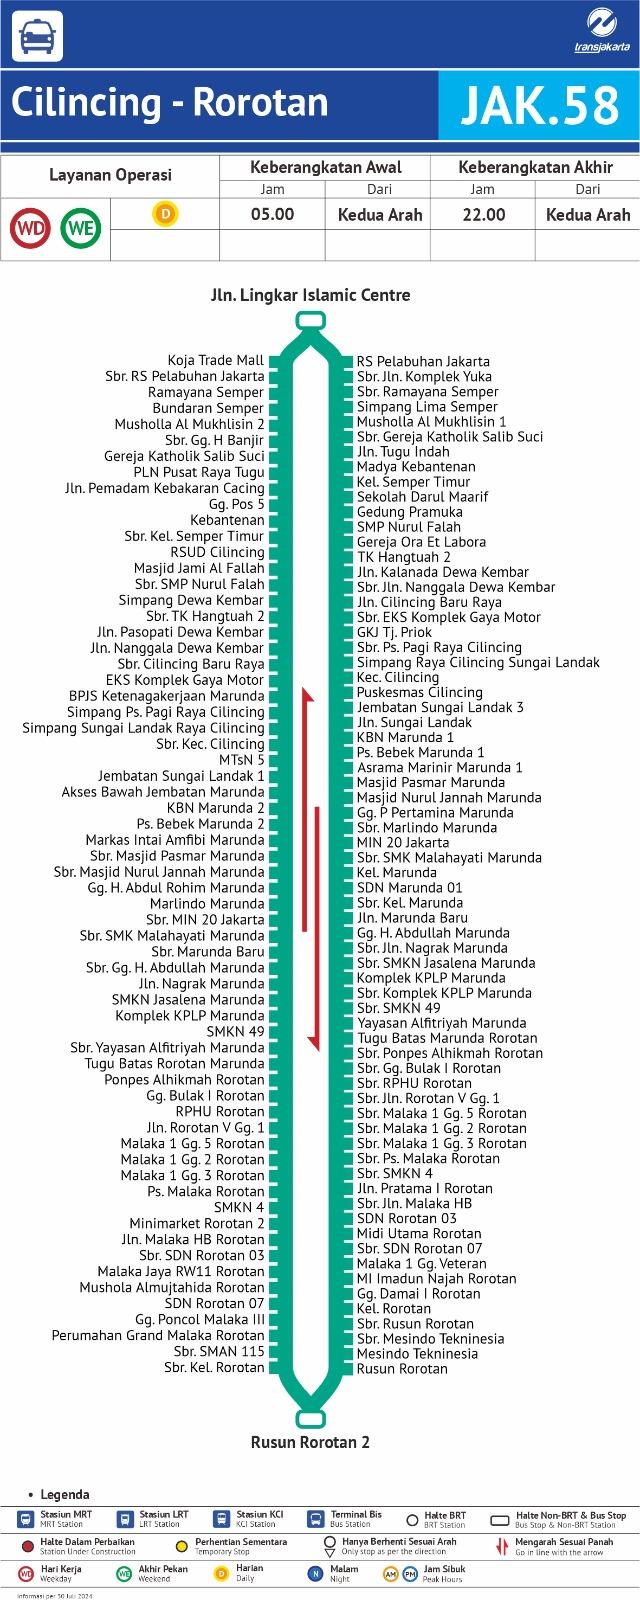 transjakarta
Cilincing - Rorotan
JAK.58
Layanan Operasi
Keberangkatan Awal
Keberangkatan Akhir
Jam
Dari
Jam
Dari
WD
WE
D
05.00
Kedua Arah
22.00
Kedua Arah
Jln. Lingkar Islamic Centre
Koja Trade Mall
Sbr. RS Pelabuhan Jakarta
Ramayana Semper
Bundaran Semper
Musholla Al Mukhlisin 2
Sbr. Gg. H Banjir
Gereja Katholik Salib Suci
PLN Pusat Raya Tugu
Jln. Pemadam Kebakaran Cacing
Gg. Pos 5
Kebantenan
Sbr. Kel. Semper Timur
RSUD Cilincing
Masjid Jami Al Fallah
Sbr. SMP Nurul Falah
Simpang Dewa Kembar
Sbr. TK Hangtuah 2
Jln. Pasopati Dewa Kembar
Jln. Nanggala Dewa Kembar
Sbr. Cilincing Baru Raya
EKS Komplek Gaya Motor
BPJS Ketenagakerjaan Marunda
Simpang Ps. Pagi Raya Cilincing
Simpang Sungai Landak Raya Cilincing
Sbr. Kec. Cilincing
MTsN 5
Jembatan Sungai Landak 1
Akses Bawah Jembatan Marunda
KBN Marunda 2
Ps. Bebek Marunda 2
Markas Intai Amfibi Marunda
Sbr. Masjid Pasmar Marunda
Sbr. Masjid Nurul Jannah Marunda
Gg. H. Abdul Rohim Marunda
Marlindo Marunda
Sbr. MIN 20 Jakarta
Sbr. SMK Malahayati Marunda
Sbr. Marunda Baru
Sbr. Gg. H. Abdullah Marunda
Jln. Nagrak Marunda
SMKN Jasalena Marunda
Komplek KPLP Marunda
SMKN 49
Sbr. Yayasan Alfitriyah Marunda
Tugu Batas Rorotan Marunda
Ponpes Alhikmah Rorotan
Gg. Bulak I Rorotan
RPHU Rorotan
Jln. Rorotan V Gg. 1
Malaka 1 Gg. 5 Rorotan
Malaka 1 Gg. 2 Rorotan
Malaka 1 Gg. 3 Rorotan
Ps. Malaka Rorotan
SMKN 4
Minimarket Rorotan 2
Jln. Malaka HB Rorotan
Sbr. SDN Rorotan 03
Malaka Jaya RW11 Rorotan
Mushola Almujtahida Rorotan
SDN Rorotan 07
Gg. Poncol Malaka III
Perumahan Grand Malaka Rorotan
Sbr. SMAN 115
Sbr. Kel. Rorotan
RS Pelabuhan Jakarta
Sbr. Jln. Komplek Yuka
Sbr. Ramayana Semper
Simpang Lima Semper
Musholla Al Mukhlisin 1
Sbr. Gereja Katholik Salib Suci
Jln. Tugu Indah
Madya Kebantenan
Kel. Semper Timur
Sekolah Darul Maarif
Gedung Pramuka
SMP Nurul Falah
Gereja Ora Et Labora
TK Hangtuah 2
Jln. Kalanada Dewa Kembar
Sbr. Jln. Nanggala Dewa Kembar
Jln. Cilincing Baru Raya
Sbr. EKS Komplek Gaya Motor
GKJ Tj. Priok
Sbr. Ps. Pagi Raya Cilincing
Simpang Raya Cilincing Sungai Landak
Kec. Cilincing
Puskesmas Cilincing
Jembatan Sungai Landak 3
Jln. Sungai Landak
KBN Marunda 1
Ps. Bebek Marunda 1
Asrama Marinir Marunda 1
Masjid Pasmar Marunda
Masjid Nurul Jannah Marunda
Gg. P Pertamina Marunda
Sbr. Marlindo Marunda
MIN 20 Jakarta
Sbr. SMK Malahayati Marunda
Kel. Marunda
SDN Marunda 01
Sbr. Kel. Marunda
Jln. Marunda Baru
Gg. H. Abdullah Marunda
Sbr. Jln. Nagrak Marunda
Sbr. SMKN Jasalena Marunda
Komplek KPLP Marunda
Sbr. Komplek KPLP Marunda
Sbr. SMKN 49
Yayasan Alfitriyah Marunda
Tugu Batas Marunda Rorotan
Sbr. Ponpes Alhikmah Rorotan
Sbr. Gg. Bulak I Rorotan
Sbr. RPHU Rorotan
Sbr. Jln. Rorotan V Gg. 1
Sbr. Malaka 1 Gg. 5 Rorotan
Sbr. Malaka 1 Gg. 2 Rorotan
Sbr. Malaka 1 Gg. 3 Rorotan
Sbr. Ps. Malaka Rorotan
Sbr. SMKN 4
Jln. Pratama I Rorotan
Sbr. Jln. Malaka HB
SDN Rorotan 03
Midi Utama Rorotan
Sbr. SDN Rorotan 07
Malaka 1 Gg. Veteran
MI Imadun Najah Rorotan
Gg. Damai I Rorotan
Kel. Rorotan
Sbr. Rusun Rorotan
Sbr. Mesindo Tekninesia
Mesindo Tekninesia
Rusun Rorotan
Rusun Rorotan 2
• Legenda
Stasiun MRT
MRT Station
Stasiun LRT
LRT Station
Stasiun KCI
KCI Station
Terminal Bis
Bus Station
Halte BRT
BRT Station
Halte Non-BRT & Bus Stop
Bus Stop & Non-BRT Station
Halte Dalam Perbaikan
Station Under Construction
Perhentian Sementara
Temporary Stop
Hanya Berhenti Sesuai Arah
Only stop as per the direction
Mengarah Sesuai Panah
Go in line with the arrow
WD
Hari Kerja
Weekday
WE
Akhir Pekan
Weekend
D
Harian
Daily
N
Malam
Night
AM
PM
Jam Sibuk
Peak Hours
Informasi per 30 Juli 2024